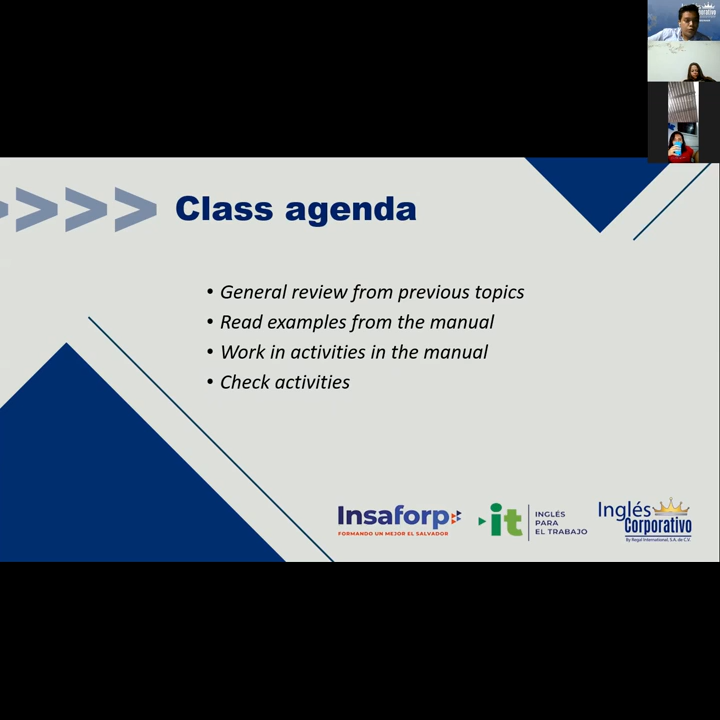 Class agenda
• General review from previous topics
• Read examples from the manual
• Work in activities in the manual
• Check activities
Insaforp
FORMANDO UN MEJOR EL SALVADOR
it
INGLÉS
PARA
EL TRABAJO
Inglés
Corporativo
By Regal International, S.A. de C.V.